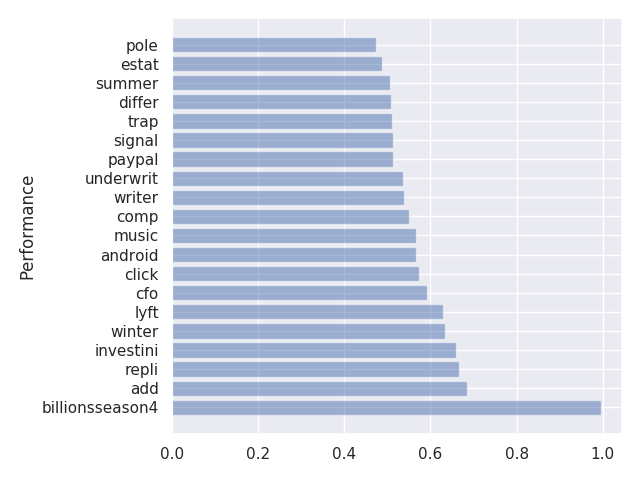 pole
estat
summer
differ
trap
signal
paypal
underwrit
writer
comp
music
android
click
cfo
lyft
winter
investini
repli
add
billionsseason4
Performance
0.0 0.2 0.4 0.6 0.8 1.0